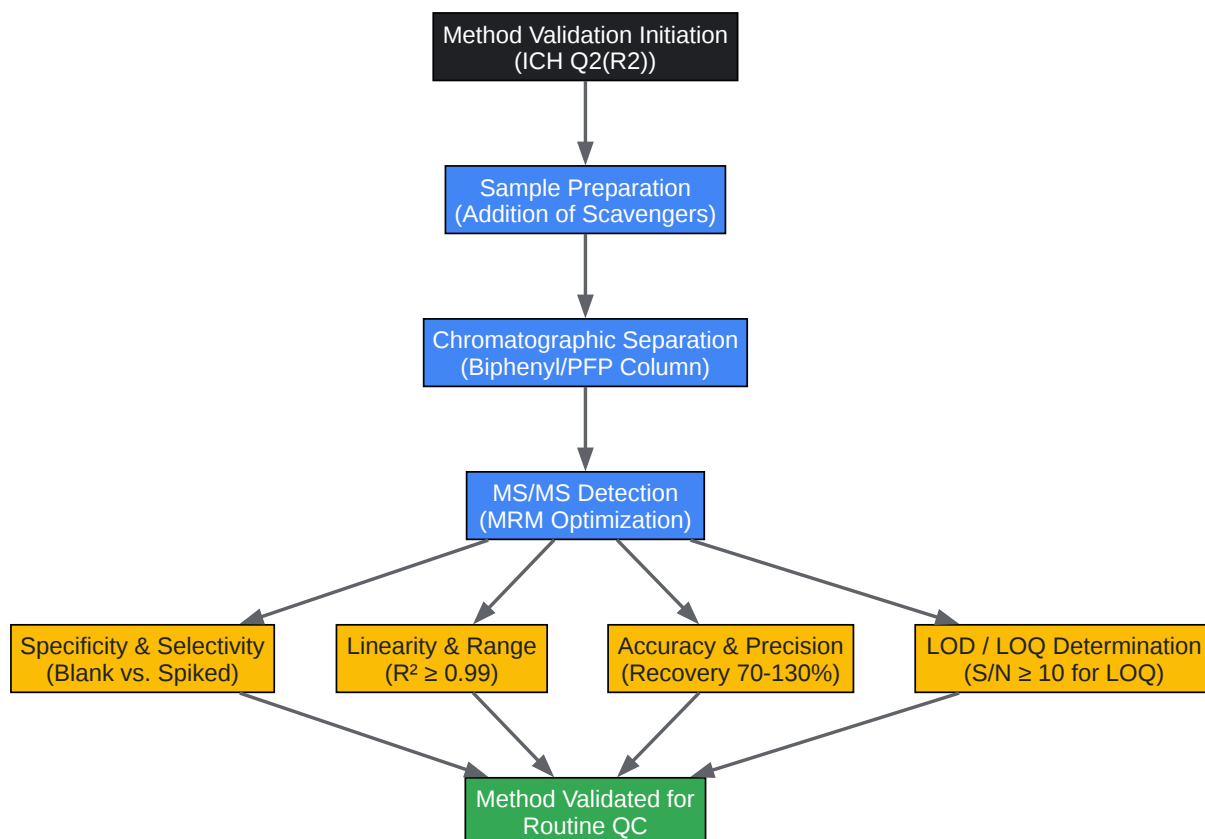 Method Validation Initiation
(ICH Q2(R2))
Sample Preparation
(Addition of Scavengers)
Chromatographic Separation
(Biphenyl/PFP Column)
MS/MS Detection
(MRM Optimization)
Specificity & Selectivity
(Blank vs. Spiked)
Linearity & Range
(R² ≥ 0.99)
Accuracy & Precision
(Recovery 70-130%)
LOD / LOQ Determination
(S/N ≥ 10 for LOQ)
Method Validated for
Routine QC